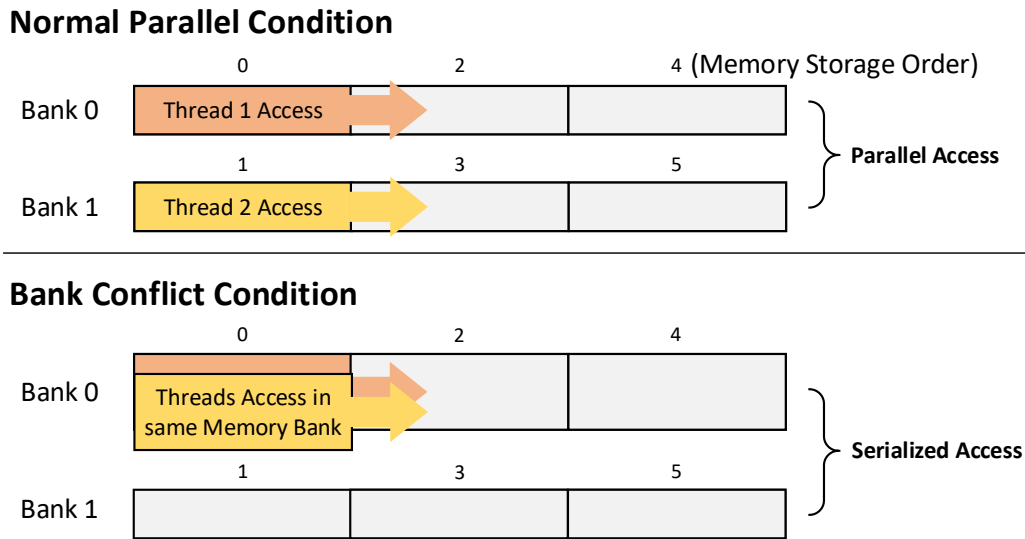 Normal Parallel Condition
0 2 4 (Memory Storage Order)
Bank 0 Thread 1 Access
Parallel Access
1 3 5
Bank 1 Thread 2 Access
Bank Conflict Condition
0 2 4
Bank 0 Threads Access in
same Memory Bank
Serialized Access
1 3 5
Bank 1